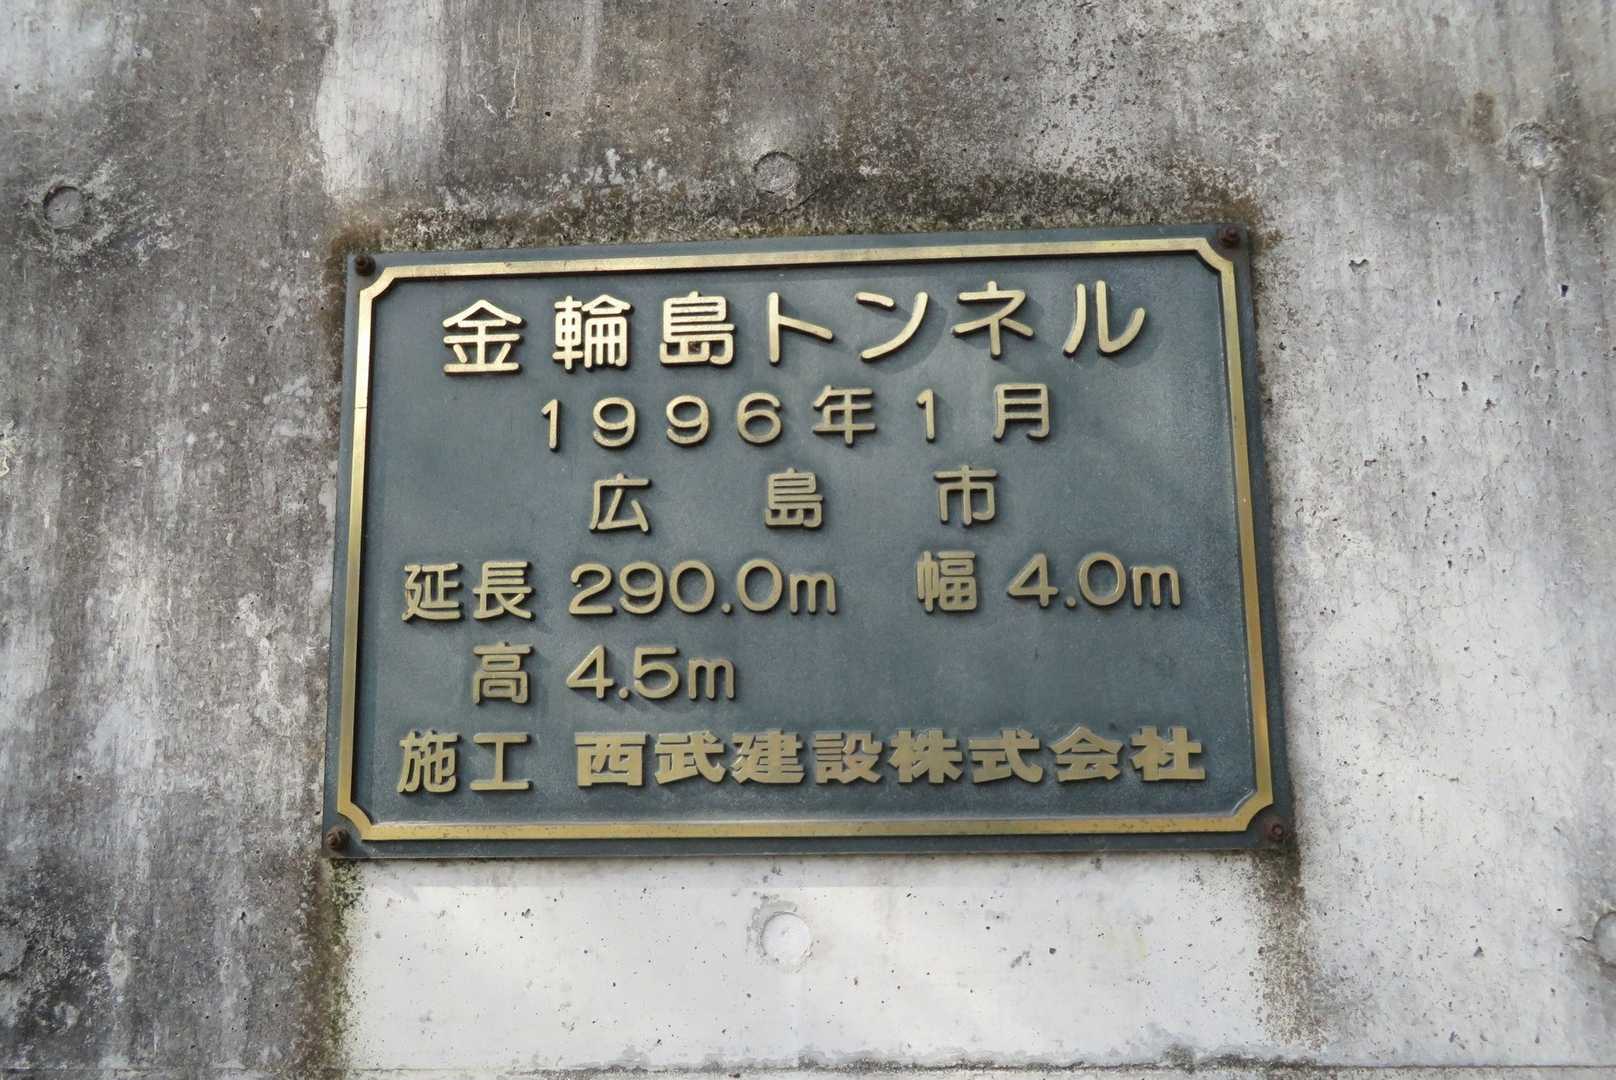 金輪島トンネル
1996年1月
広島市
延長 290.0m 幅 4.0m
高 4.5m
施工 西武建設株式会社